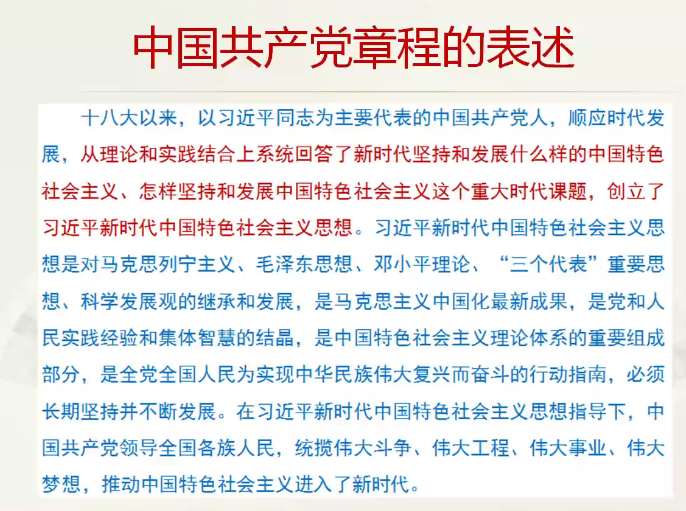 中国共产党章程的表述
十八大以来，以习近平同志为主要代表的中国共产党人，顺应时代发
展，从理论和实践结合上系统回答了新时代坚持和发展什么样的中国特色
社会主义、怎样坚持和发展中国特色社会主义这个重大时代课题，创立了
习近平新时代中国特色社会主义思想。习近平新时代中国特色社会主义思
想是对马克思列宁主义、毛泽东思想、邓小平理论、“三个代表”重要思
想、科学发展观的继承和发展，是马克思主义中国化最新成果，是党和人
民实践经验和集体智慧的结晶，是中国特色社会主义理论体系的重要组成
部分，是全党全国人民为实现中华民族伟大复兴而奋斗的行动指南，必须
长期坚持并不断发展。在习近平新时代中国特色社会主义思想指导下，中
国共产党领导全国各族人民，统揽伟大斗争、伟大工程、伟大事业、伟大
梦想，推动中国特色社会主义进入了新时代。